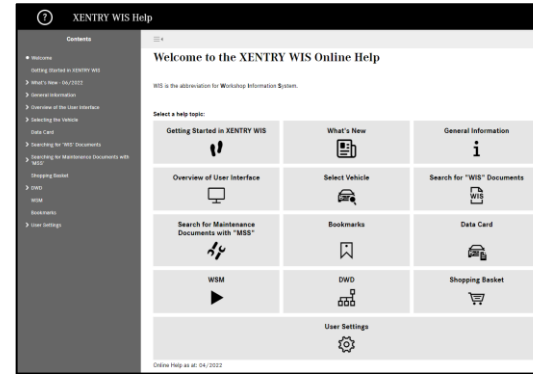 ?
XENTRY WIS Help
Contents
Welcome
Getting Started in XENTRY WIS
What's New - 06/2022
General Information
Overview of the User Interface
Selecting the Vehicle
Data Card
Searching for 'WIS' Documents
Searching for Maintenance Documents with
'MSS'
Shopping Basket
DWD
WSM
Bookmarks
User Settings
Welcome to the XENTRY WIS Online Help
WIS is the abbreviation for Workshop Information System.
Select a help topic:
Getting Started in XENTRY WIS
What's New
General Information
i
Overview of User Interface
Select Vehicle
Search for "WIS" Documents
WIS
Search for Maintenance
Documents with "MSS"
Bookmarks
Data Card
WSM
DWD
Shopping Basket
User Settings
Online Help as at: 06/2022